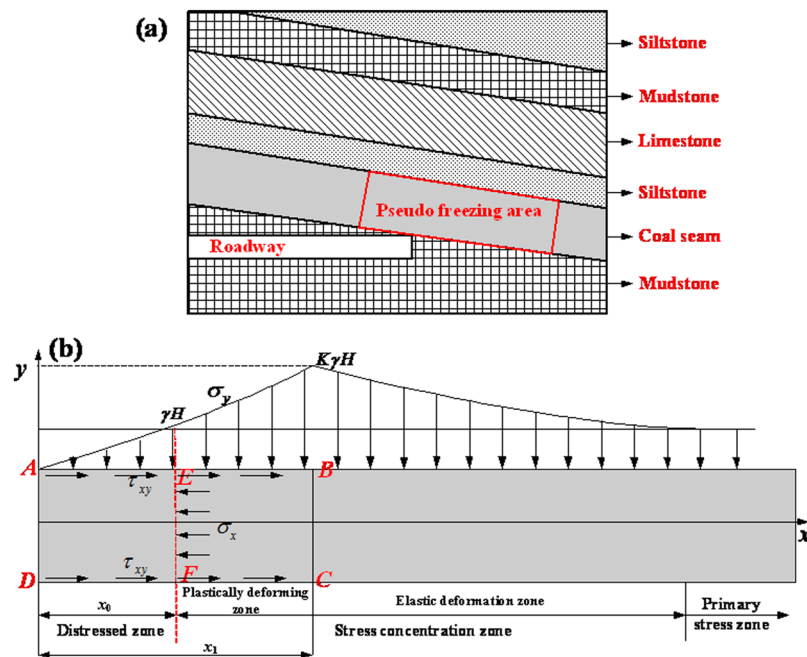 (a)
Siltstone
Mudstone
Limestone
Siltstone
Pseudo freezing area
Coal seam
Roadway
Mudstone
(b)
y
KγH
σy
γH
A
τxy
E
B
σx
x
D
τxy
F
C
x0
Plastically deforming
zone
Elastic deformation zone
Primary
stress zone
Distressed zone
Stress concentration zone
x1